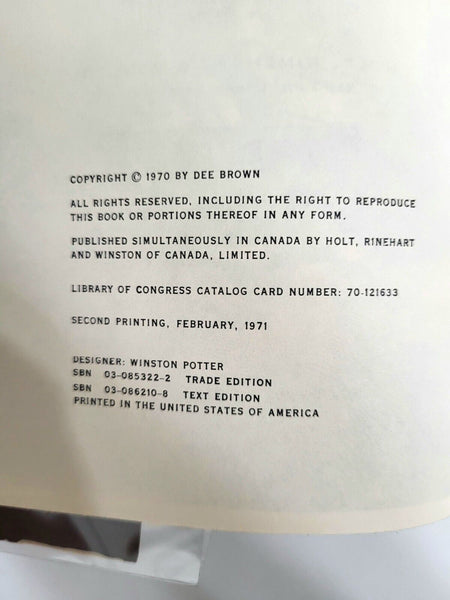 COPYRIGHT © 1970 BY DEE BROWN
ALL RIGHTS RESERVED, INCLUDING THE RIGHT TO REPRODUCE
THIS BOOK OR PORTIONS THEREOF IN ANY FORM.
PUBLISHED SIMULTANEOUSLY IN CANADA BY HOLT, RINEHART
AND WINSTON OF CANADA, LIMITED.
LIBRARY OF CONGRESS CATALOG CARD NUMBER: 70-121633
SECOND PRINTING, FEBRUARY, 1971
DESIGNER: WINSTON POTTER
SBN 03-085322-2 TRADE EDITION
SBN 03-086210-8 TEXT EDITION
PRINTED IN THE UNITED STATES OF AMERICA